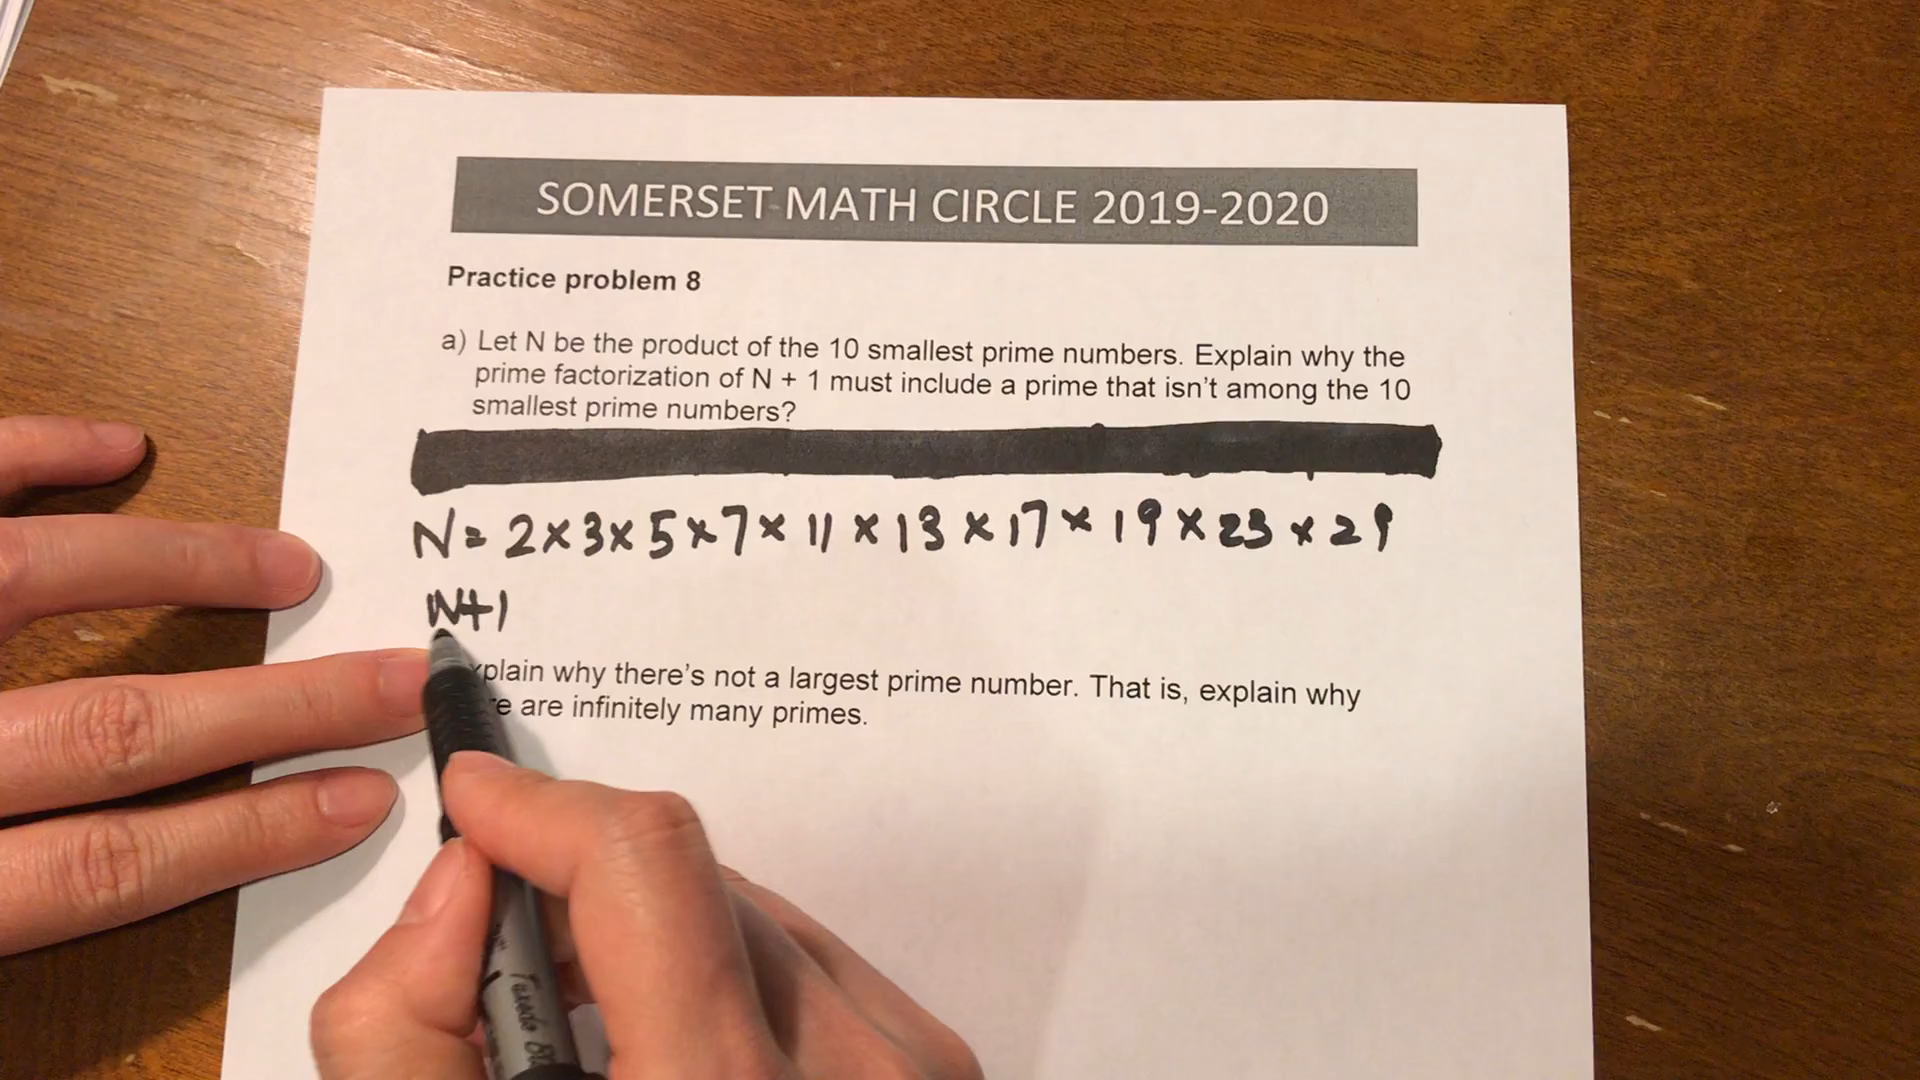 SOMERSET MATH CIRCLE 2019-2020
Practice problem 8
a) Let N be the product of the 10 smallest prime numbers. Explain why the
prime factorization of N + 1 must include a prime that isn't among the 10
smallest prime numbers?
N = 2 × 3 × 5 × 7 × 11 × 13 × 17 × 19 × 23 × 29
N+1
xplain why there's not a largest prime number. That is, explain why
re are infinitely many primes.